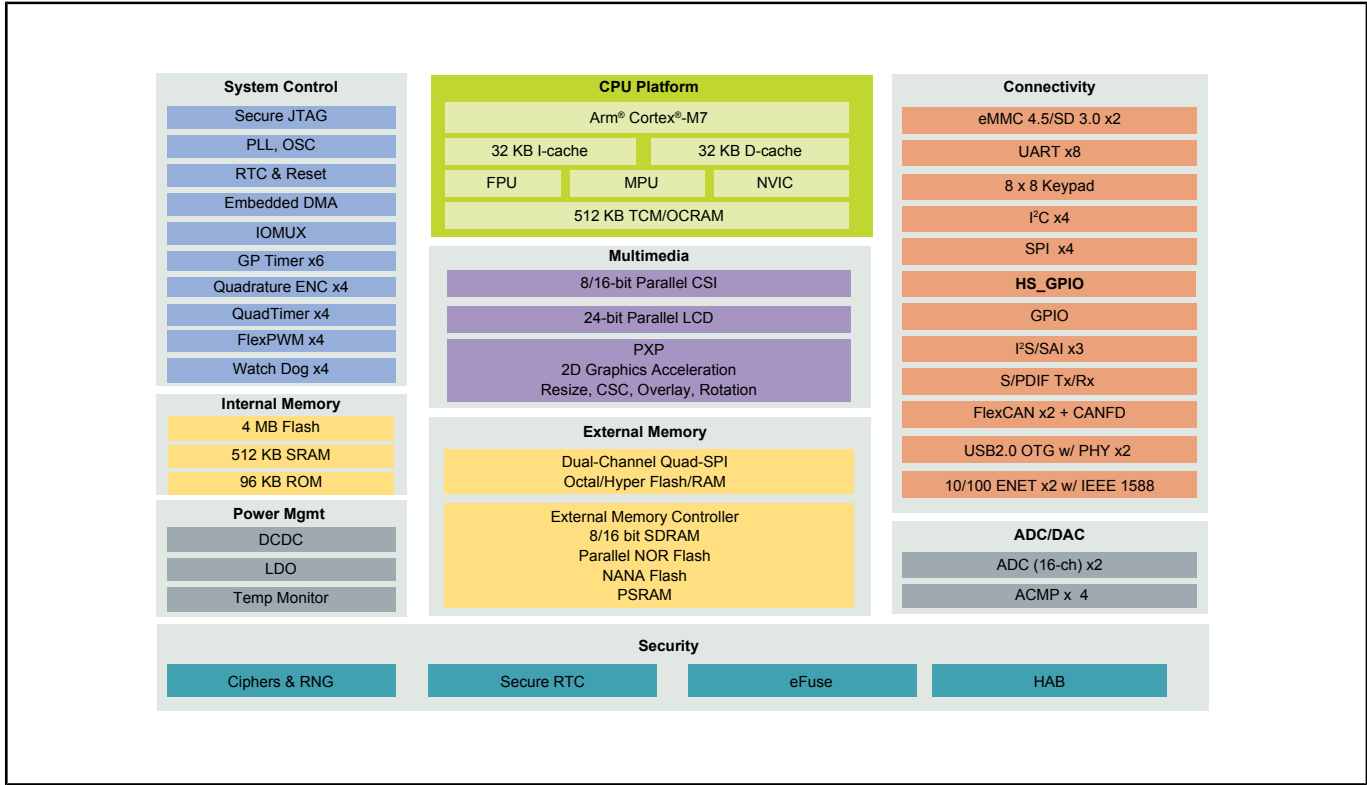 System Control
Secure JTAG
PLL, OSC
RTC & Reset
Embedded DMA
IOMUX
GP Timer x6
Quadrature ENC x4
QuadTimer x4
FlexPWM x4
Watch Dog x4
Internal Memory
4 MB Flash
512 KB SRAM
96 KB ROM
Power Mgmt
DCDC
LDO
Temp Monitor
CPU Platform
Arm® Cortex®-M7
32 KB I-cache
32 KB D-cache
FPU
MPU
NVIC
512 KB TCM/OCRAM
Multimedia
8/16-bit Parallel CSI
24-bit Parallel LCD
PXP
2D Graphics Acceleration
Resize, CSC, Overlay, Rotation
External Memory
Dual-Channel Quad-SPI
Octal/Hyper Flash/RAM
External Memory Controller
8/16 bit SDRAM
Parallel NOR Flash
NANA Flash
PSRAM
Connectivity
eMMC 4.5/SD 3.0 x2
UART x8
8 x 8 Keypad
I²C x4
SPI x4
HS_GPIO
GPIO
I²S/SAI x3
S/PDIF Tx/Rx
FlexCAN x2 + CANFD
USB2.0 OTG w/ PHY x2
10/100 ENET x2 w/ IEEE 1588
ADC/DAC
ADC (16-ch) x2
ACMP x 4
Security
Ciphers & RNG
Secure RTC
eFuse
HAB